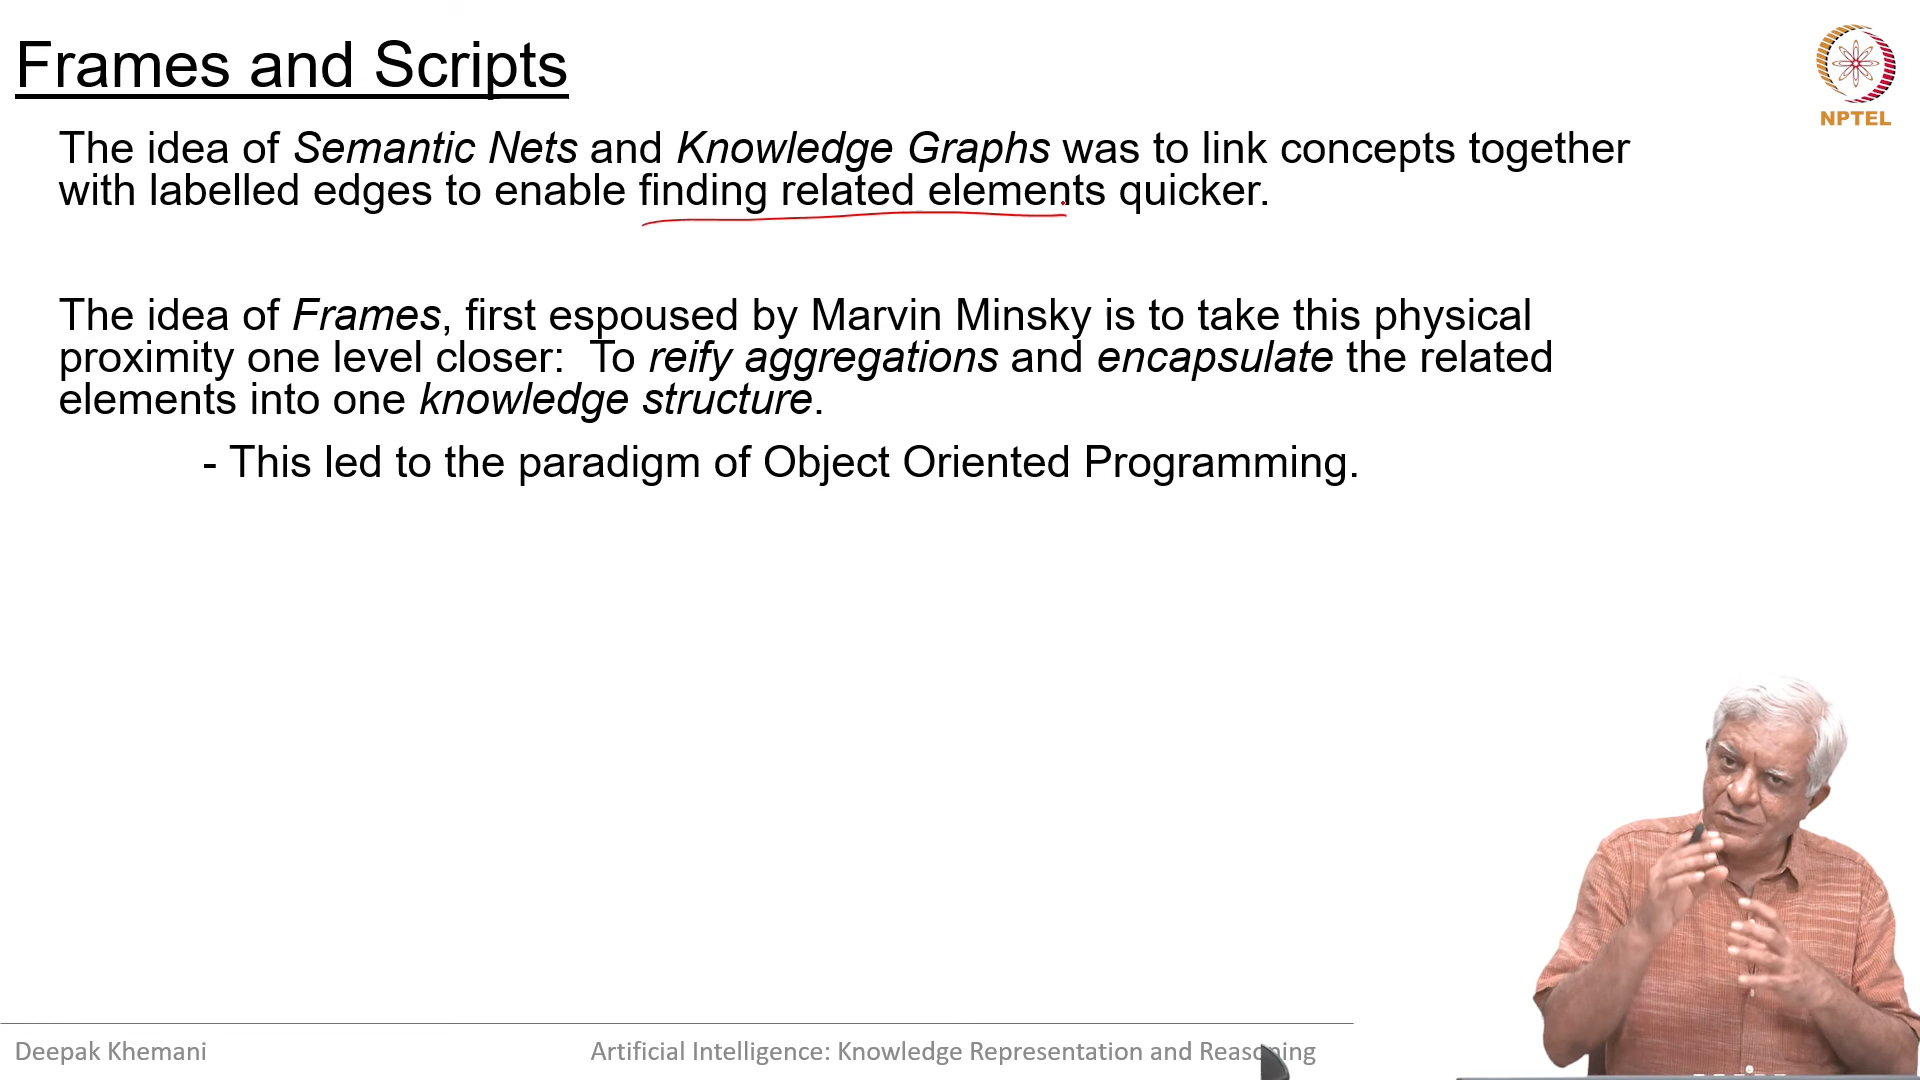 Frames and Scripts
NPTEL
The idea of Semantic Nets and Knowledge Graphs was to link concepts together
with labelled edges to enable finding related elements quicker.
The idea of Frames, first espoused by Marvin Minsky is to take this physical
proximity one level closer: To reify aggregations and encapsulate the related
elements into one knowledge structure.
- This led to the paradigm of Object Oriented Programming.
Deepak Khemani
Artificial Intelligence: Knowledge Representation and Reasoning